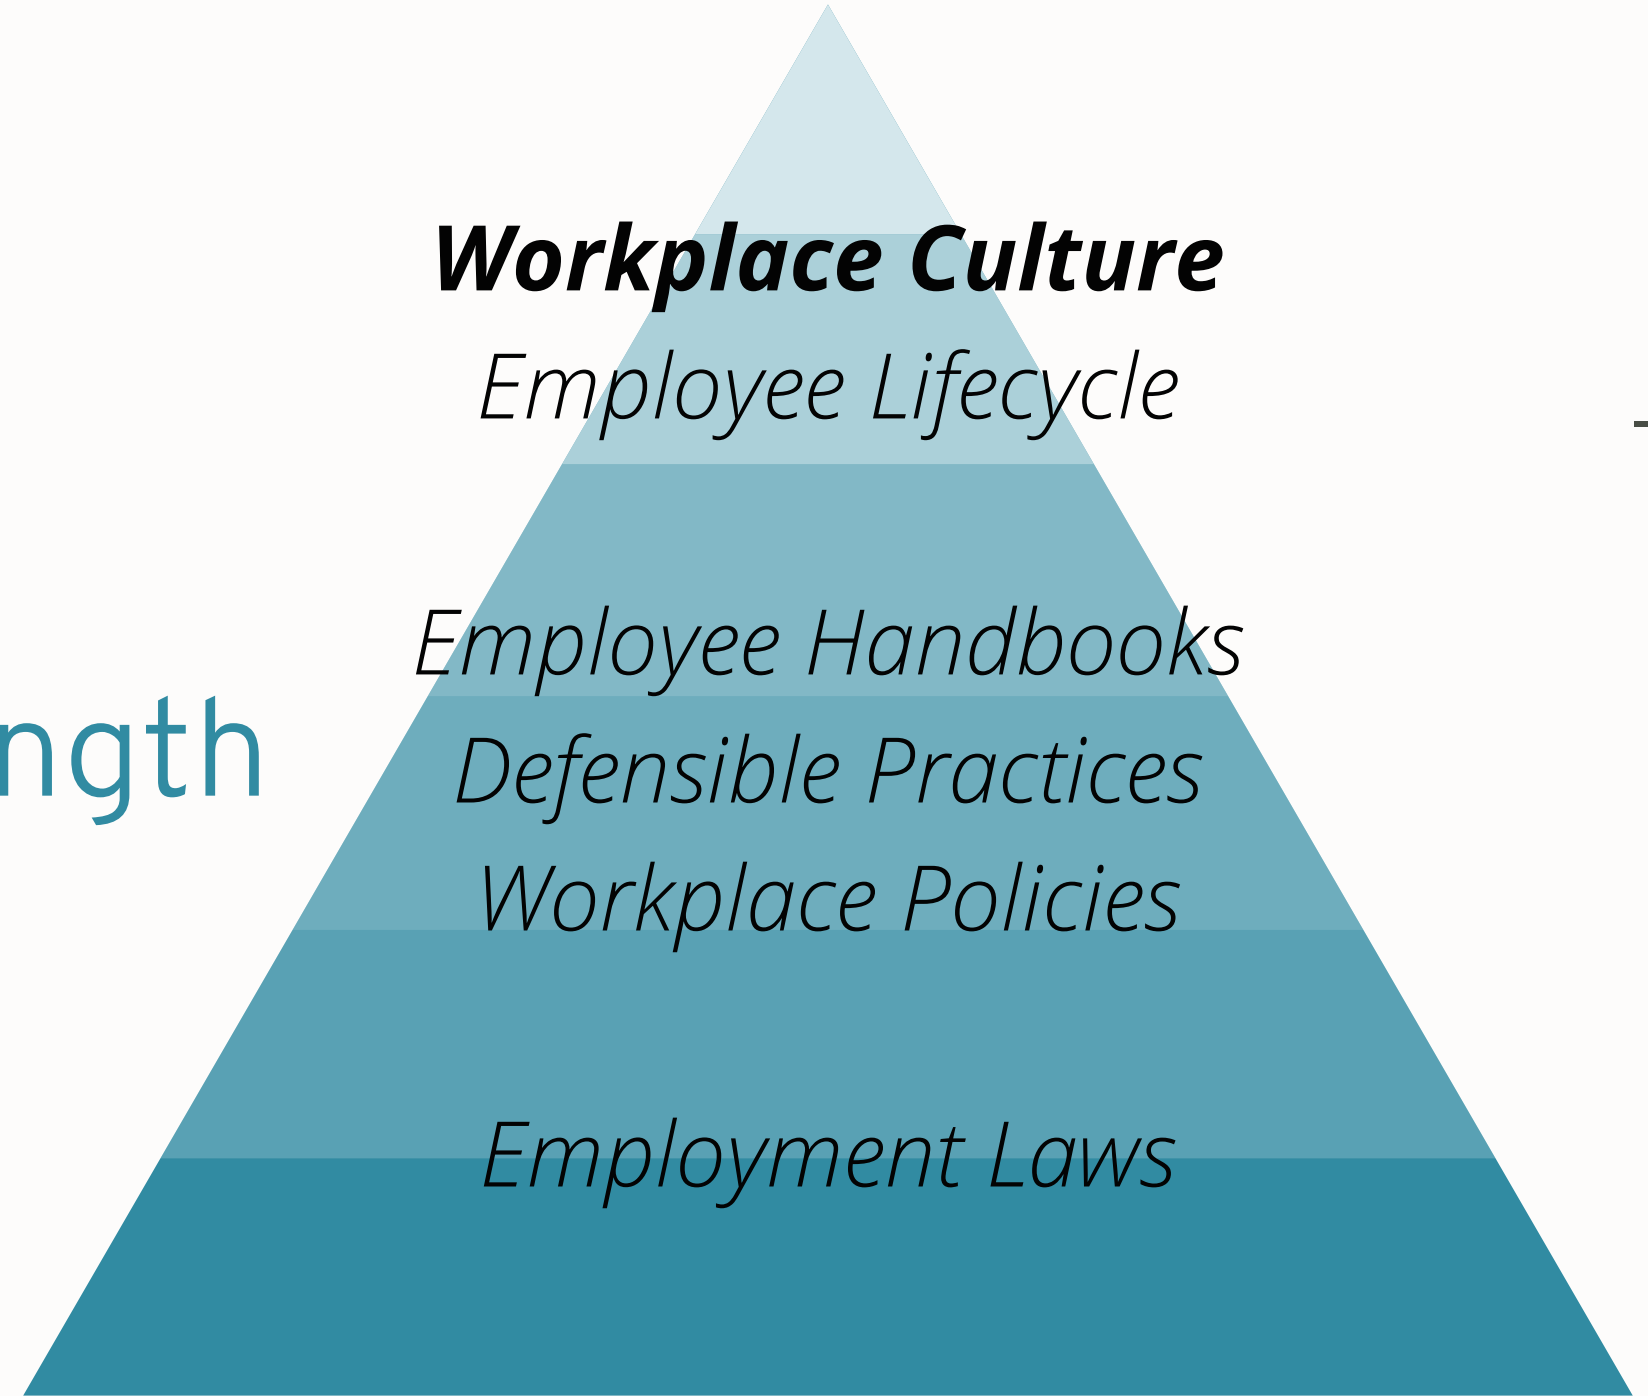 Workplace Culture
Employee Lifecycle
Employee Handbooks
ngth
Defensible Practices
Workplace Policies
Employment Laws